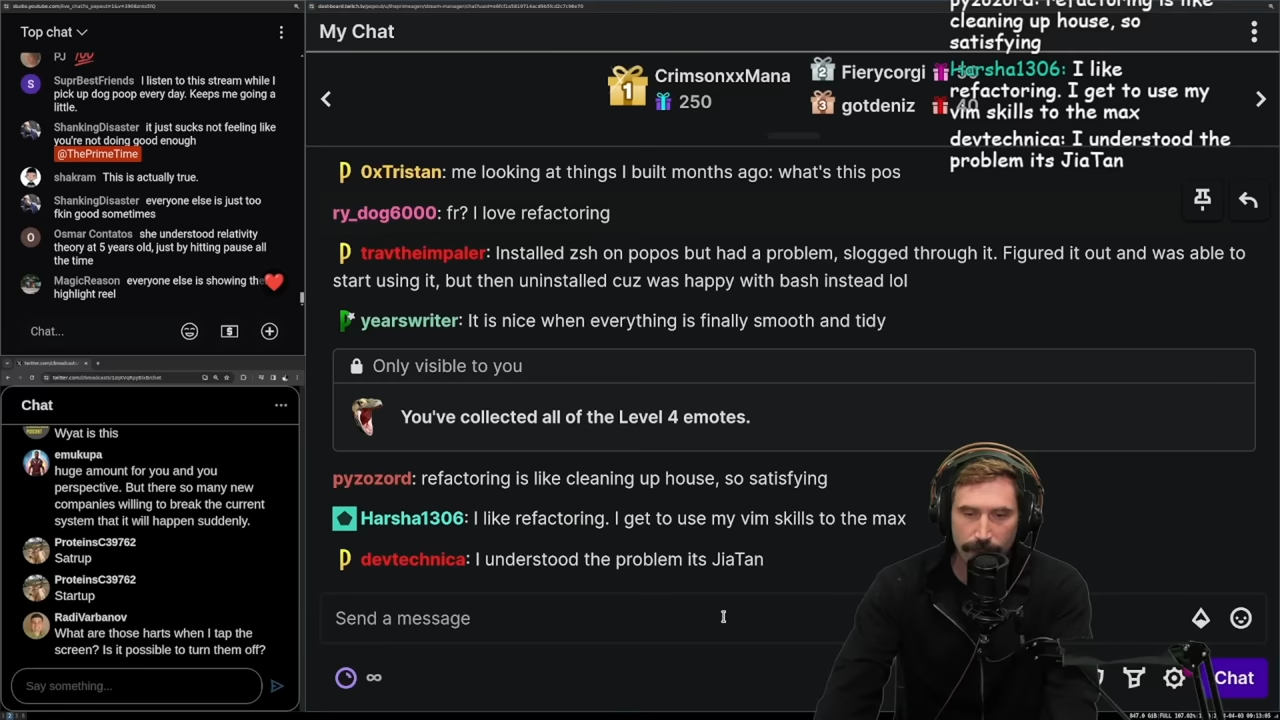 Top chat
PJ 💯
SuprBestFriends I listen to this stream while I
pick up dog poop every day. Keeps me going a
little.
ShankingDisaster it just sucks not feeling like
you're not doing good enough
@ThePrimeTime
shakram This is actually true.
ShankingDisaster everyone else is just too
fkin good sometimes
Osmar Contatos she understood relativity
theory at 5 years old, just by hitting pause all
the time
MagicReason everyone else is showing the
highlight reel
Chat...
Chat
Wyat is this
emukupa
huge amount for you and you
perspective. But there so many new
companies willing to break the current
system that it will happen suddenly.
ProteinsC39762
Satrup
ProteinsC39762
Startup
RadiVarbanov
What are those harts when I tap the
screen? Is it possible to turn them off?
Say something...
My Chat
1 CrimsonxxMana
250
2 Fierycorgi
3 gotdeniz
0xTristan: me looking at things I built months ago: what's this pos
ry_dog6000: fr? I love refactoring
travtheimpaler: Installed zsh on popos but had a problem, slogged through it. Figured it out and was able to
start using it, but then uninstalled cuz was happy with bash instead lol
yearswriter: It is nice when everything is finally smooth and tidy
Only visible to you
You've collected all of the Level 4 emotes.
pyzozord: refactoring is like cleaning up house, so satisfying
Harsha1306: I like refactoring. I get to use my vim skills to the max
devtechnica: I understood the problem its JiaTan
Send a message
∞
Chat
pyzozord: refactoring is like
cleaning up house, so
satisfying
Harsha1306: I like
refactoring. I get to use my
vim skills to the max
devtechnica: I understood the
problem its JiaTan